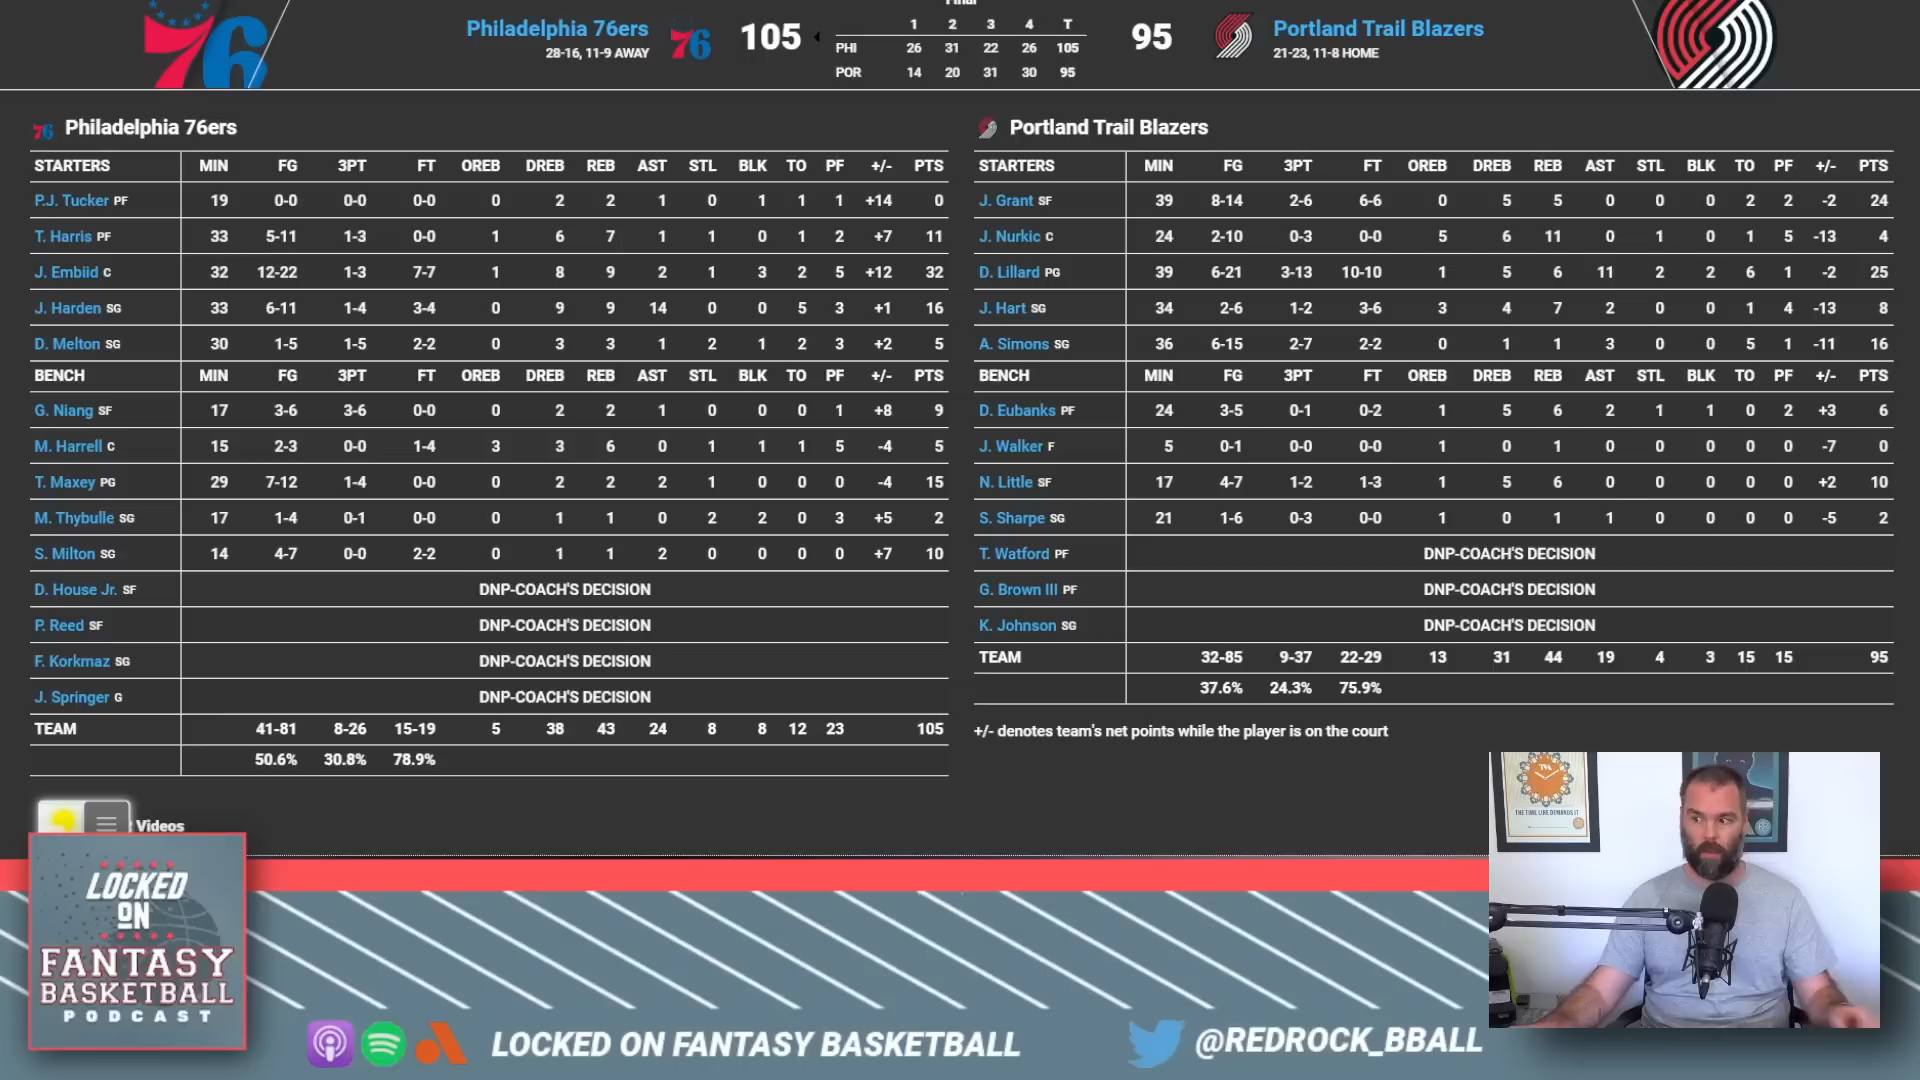 Final
Philadelphia 76ers
28-16, 11-9 AWAY
76
105
1 2 3 4 T
PHI 26 31 22 26 105
POR 14 20 31 30 95
95
Portland Trail Blazers
21-23, 11-8 HOME
76 Philadelphia 76ers
STARTERS MIN FG 3PT FT OREB DREB REB AST STL BLK TO PF +/- PTS
P.J. Tucker PF 19 0-0 0-0 0-0 0 2 2 1 0 1 1 1 +14 0
T. Harris PF 33 5-11 1-3 0-0 1 6 7 1 1 0 1 2 +7 11
J. Embiid C 32 12-22 1-3 7-7 1 8 9 2 1 3 2 5 +12 32
J. Harden SG 33 6-11 1-4 3-4 0 9 9 14 0 0 5 3 +1 16
D. Melton SG 30 1-5 1-5 2-2 0 3 3 1 2 1 2 3 +2 5
BENCH MIN FG 3PT FT OREB DREB REB AST STL BLK TO PF +/- PTS
G. Niang SF 17 3-6 3-6 0-0 0 2 2 1 0 0 0 1 +8 9
M. Harrell C 15 2-3 0-0 1-4 3 3 6 0 1 1 1 5 -4 5
T. Maxey PG 29 7-12 1-4 0-0 0 2 2 2 1 0 0 0 -4 15
M. Thybulle SG 17 1-4 0-1 0-0 0 1 1 0 2 2 0 3 +5 2
S. Milton SG 14 4-7 0-0 2-2 0 1 1 2 0 0 0 0 +7 10
D. House Jr. SF DNP-COACH'S DECISION
P. Reed SF DNP-COACH'S DECISION
F. Korkmaz SG DNP-COACH'S DECISION
J. Springer G DNP-COACH'S DECISION
TEAM 41-81 8-26 15-19 5 38 43 24 8 8 12 23 105
50.6% 30.8% 78.9%
Portland Trail Blazers
STARTERS MIN FG 3PT FT OREB DREB REB AST STL BLK TO PF +/- PTS
J. Grant SF 39 8-14 2-6 6-6 0 5 5 0 0 0 2 2 -2 24
J. Nurkic C 24 2-10 0-3 0-0 5 6 11 0 1 0 1 5 -13 4
D. Lillard PG 39 6-21 3-13 10-10 1 5 6 11 2 2 6 1 -2 25
J. Hart SG 34 2-6 1-2 3-6 3 4 7 2 0 0 1 4 -13 8
A. Simons SG 36 6-15 2-7 2-2 0 1 1 3 0 0 5 1 -11 16
BENCH MIN FG 3PT FT OREB DREB REB AST STL BLK TO PF +/- PTS
D. Eubanks PF 24 3-5 0-1 0-2 1 5 6 2 1 1 0 2 +3 6
J. Walker F 5 0-1 0-0 0-0 1 0 1 0 0 0 0 0 -7 0
N. Little SF 17 4-7 1-2 1-3 1 5 6 0 0 0 0 0 +2 10
S. Sharpe SG 21 1-6 0-3 0-0 1 0 1 1 0 0 0 0 -5 2
T. Watford PF DNP-COACH'S DECISION
G. Brown III PF DNP-COACH'S DECISION
K. Johnson SG DNP-COACH'S DECISION
TEAM 32-85 9-37 22-29 13 31 44 19 4 3 15 15 95
37.6% 24.3% 75.9%
+/- denotes team's net points while the player is on the court
Videos
THE TIME LINE DEMANDS IT
LOCKED
ON
FANTASY
BASKETBALL
PODCAST
LOCKED ON FANTASY BASKETBALL
@REDROCK_BBALL